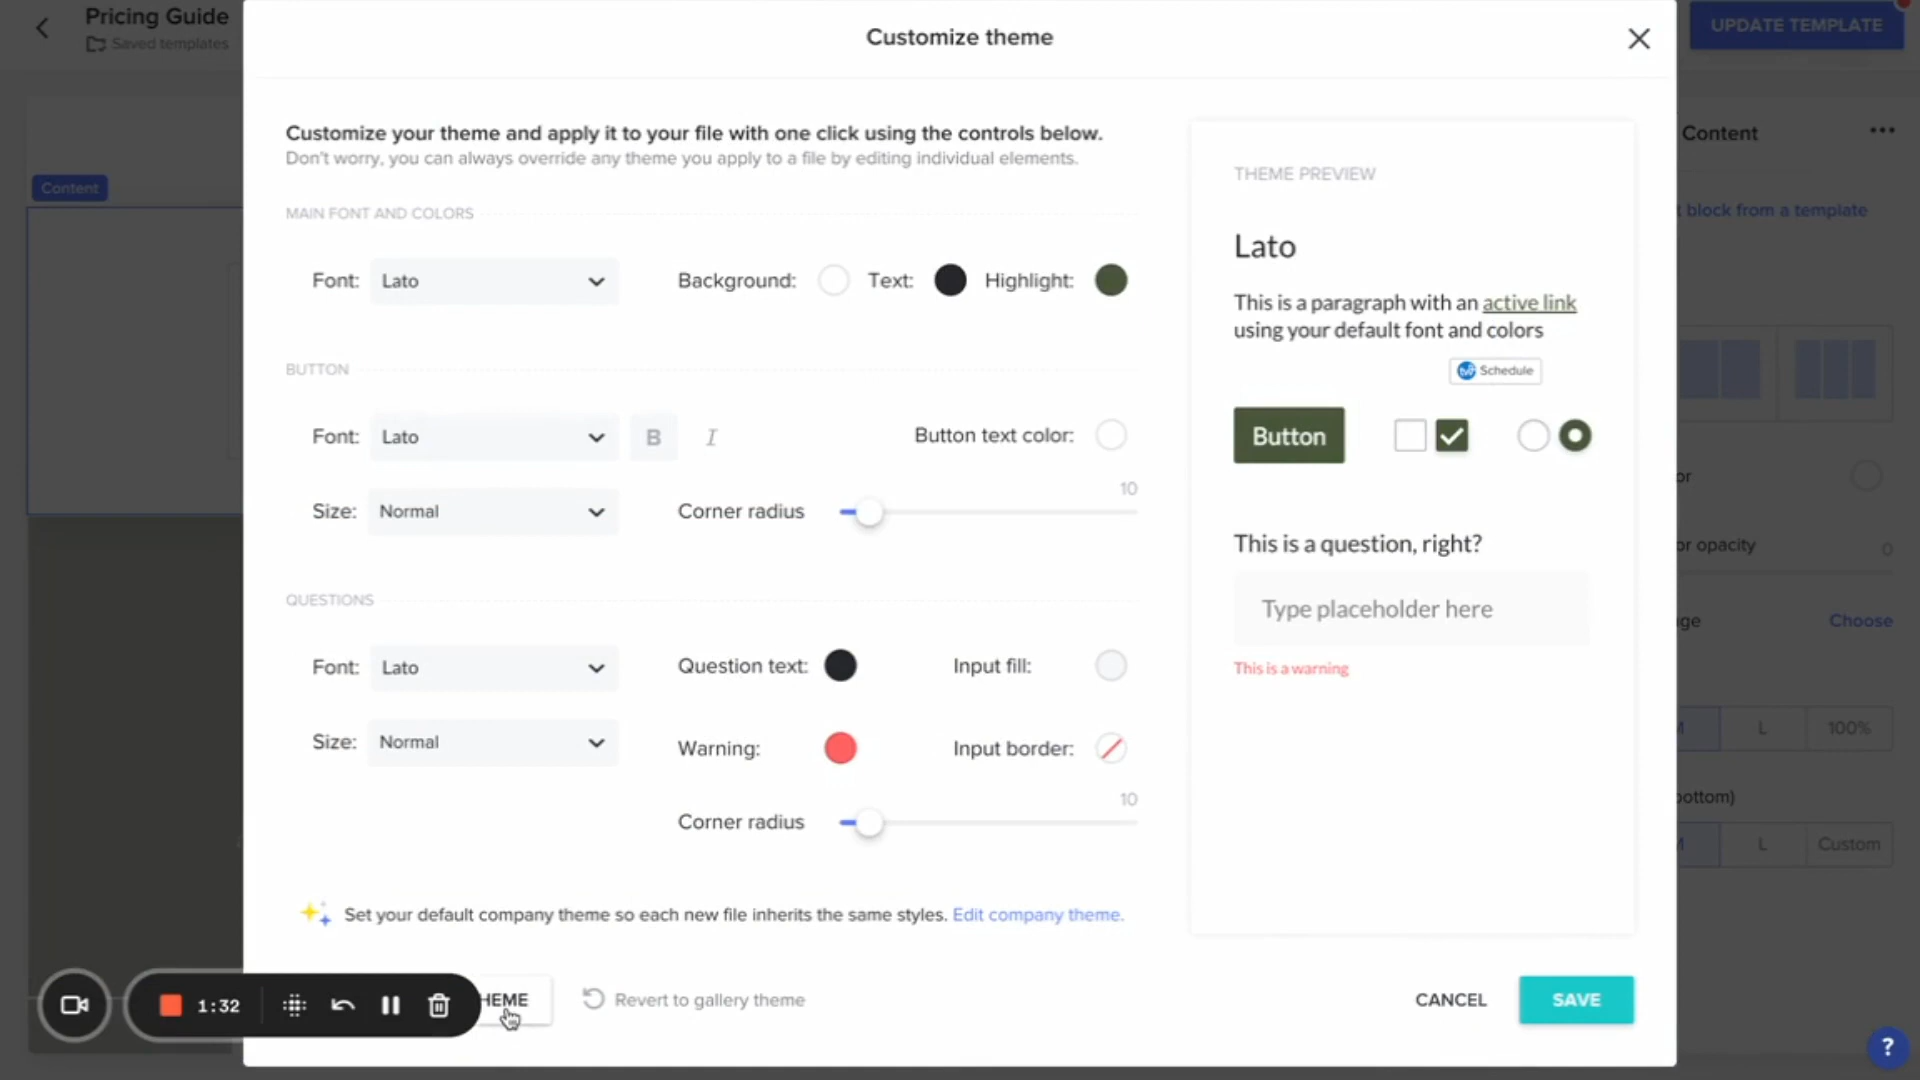 Pricing Guide
Saved templates
Customize theme
UPDATE TEMPLATE
Customize your theme and apply it to your file with one click using the controls below.
Don't worry, you can always override any theme you apply to a file by editing individual elements.
Content
MAIN FONT AND COLORS
Font: Lato
Background: Text: Highlight:
BUTTON
Font: Lato
B I
Button text color:
Size: Normal
Corner radius
10
QUESTIONS
Font: Lato
Question text:
Input fill:
Size: Normal
Warning:
Input border:
Corner radius
10
Set your default company theme so each new file inherits the same styles. Edit company theme.
THEME PREVIEW
Lato
This is a paragraph with an active link
using your default font and colors
Schedule
Button
This is a question, right?
Type placeholder here
This is a warning
Content
block from a template
or
or opacity
0
ge
Choose
L
100%
bottom)
L
Custom
1:32
HEME
Revert to gallery theme
CANCEL
SAVE
?